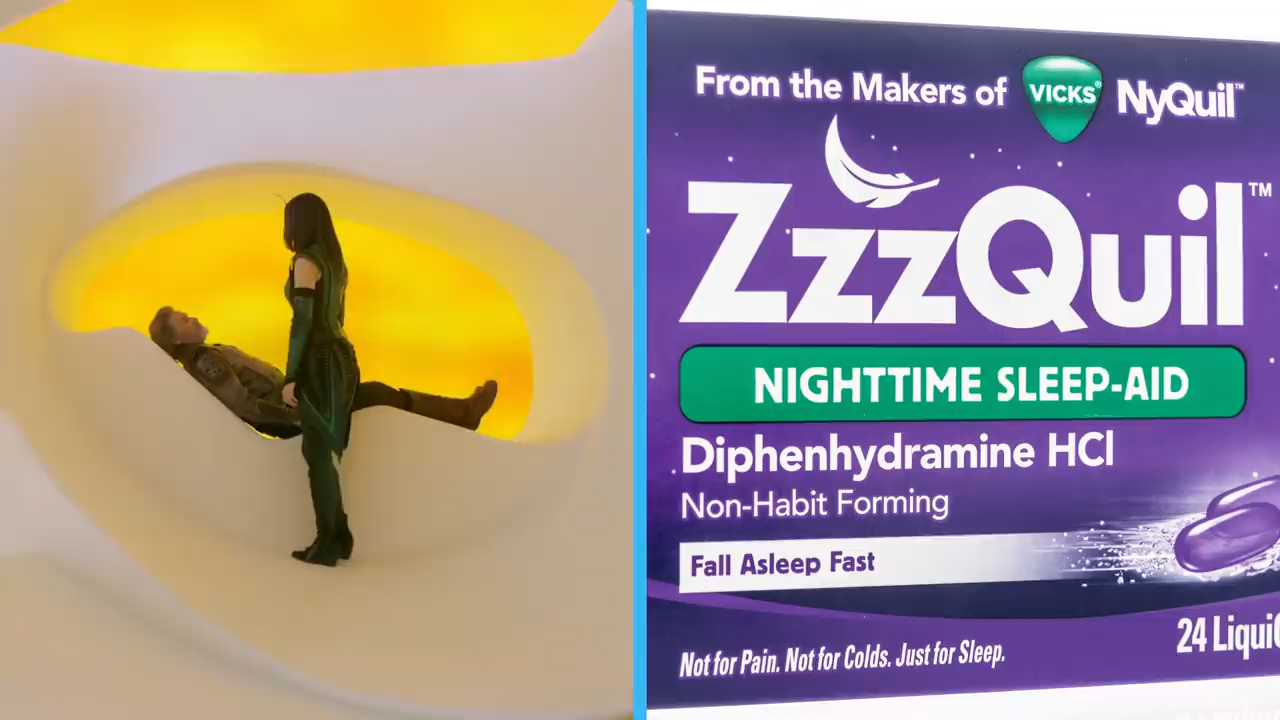 From the Makers of VICKS® NyQuil™
ZzzQuil™
NIGHTTIME SLEEP-AID
Diphenhydramine HCl
Non-Habit Forming
Fall Asleep Fast
24
Not for Pain. Not for Colds. Just for Sleep.